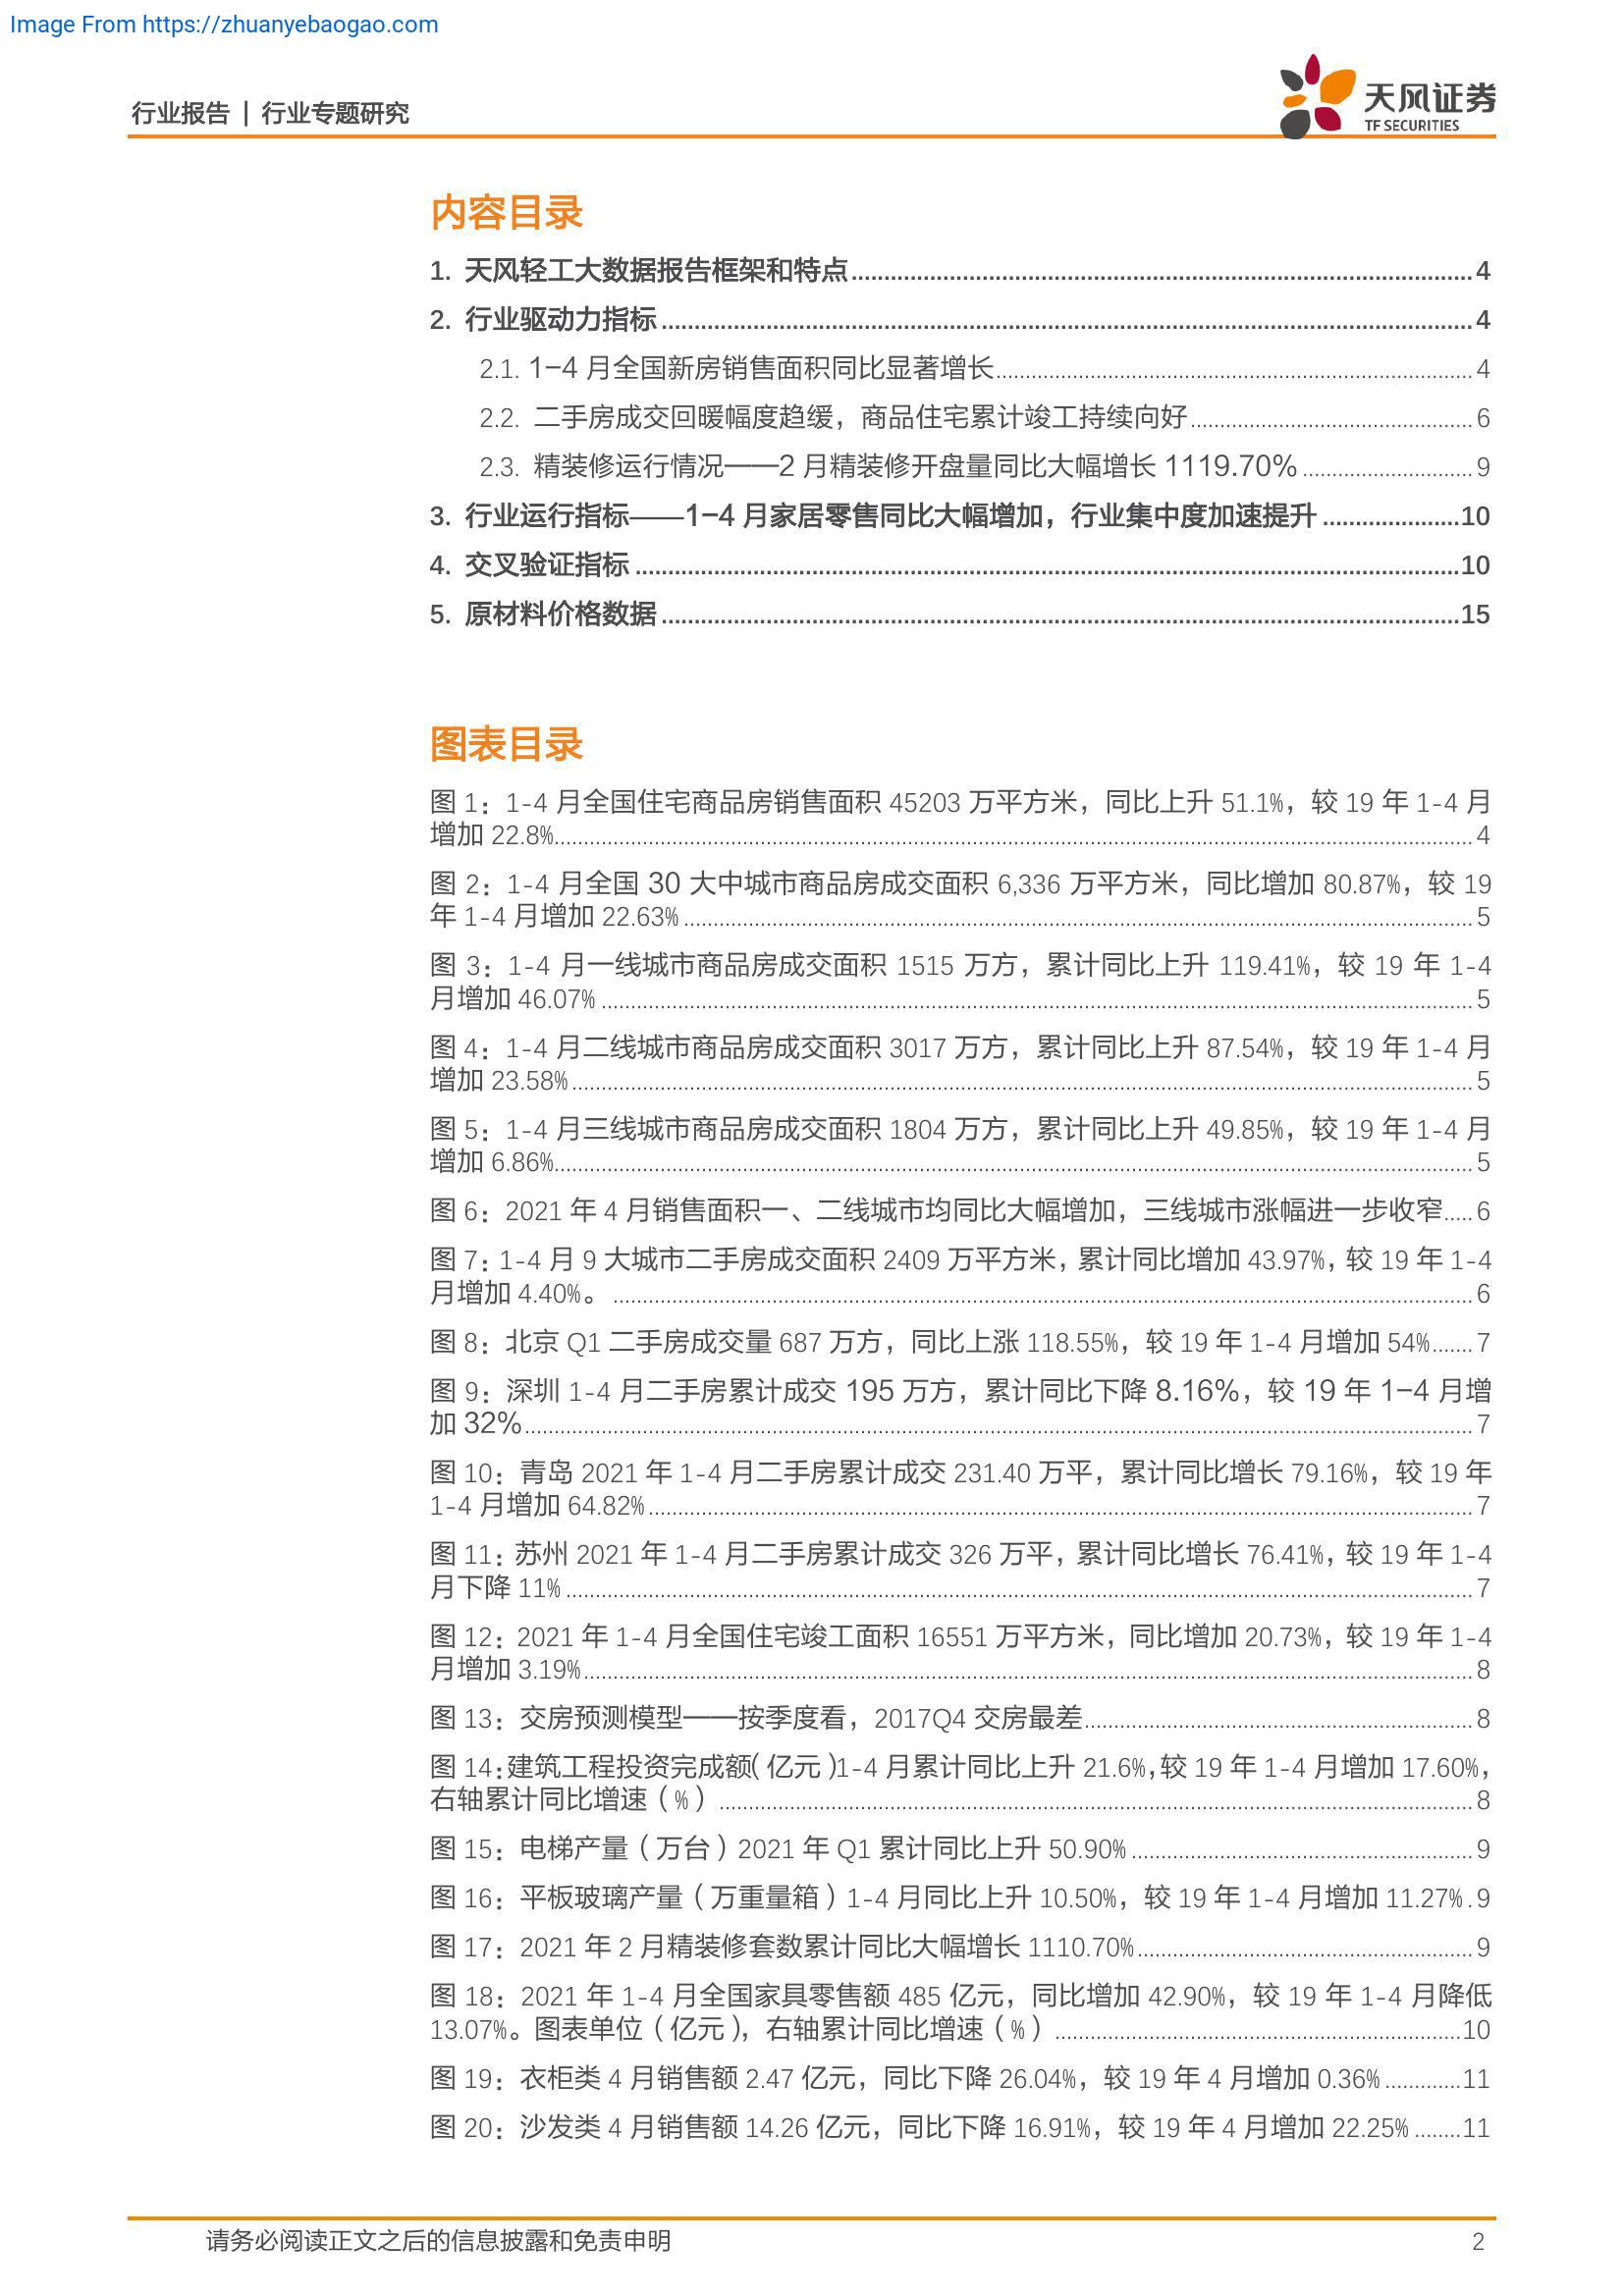 Image From https://zhuanyebaogao.com
行业报告 | 行业专题研究
天风证券
TF SECURITIES
内容目录
1. 天风轻工大数据报告框架和特点 4
2. 行业驱动力指标 4
2.1. 1-4 月全国新房销售面积同比显著增长 4
2.2. 二手房成交回暖幅度趋缓，商品住宅累计竣工持续向好 6
2.3. 精装修运行情况——2 月精装修开盘量同比大幅增长 1119.70% 9
3. 行业运行指标——1-4 月家居零售同比大幅增加，行业集中度加速提升 10
4. 交叉验证指标 10
5. 原材料价格数据 15
图表目录
图 1：1-4 月全国住宅商品房销售面积 45203 万平方米，同比上升 51.1%，较 19 年 1-4 月
增加 22.8% 4
图 2：1-4 月全国 30 大中城市商品房成交面积 6,336 万平方米，同比增加 80.87%，较 19
年 1-4 月增加 22.63% 5
图 3：1-4 月一线城市商品房成交面积 1515 万方，累计同比上升 119.41%，较 19 年 1-4
月增加 46.07% 5
图 4：1-4 月二线城市商品房成交面积 3017 万方，累计同比上升 87.54%，较 19 年 1-4 月
增加 23.58% 5
图 5：1-4 月三线城市商品房成交面积 1804 万方，累计同比上升 49.85%，较 19 年 1-4 月
增加 6.86% 5
图 6：2021 年 4 月销售面积一、二线城市均同比大幅增加，三线城市涨幅进一步收窄 6
图 7：1-4 月 9 大城市二手房成交面积 2409 万平方米，累计同比增加 43.97%，较 19 年 1-4
月增加 4.40%。 6
图 8：北京 Q1 二手房成交量 687 万方，同比上涨 118.55%，较 19 年 1-4 月增加 54% 7
图 9：深圳 1-4 月二手房累计成交 195 万方，累计同比下降 8.16%，较 19 年 1-4 月增
加 32% 7
图 10：青岛 2021 年 1-4 月二手房累计成交 231.40 万平，累计同比增长 79.16%，较 19 年
1-4 月增加 64.82% 7
图 11：苏州 2021 年 1-4 月二手房累计成交 326 万平，累计同比增长 76.41%，较 19 年 1-4
月下降 11% 7
图 12：2021 年 1-4 月全国住宅竣工面积 16551 万平方米，同比增加 20.73%，较 19 年 1-4
月增加 3.19% 8
图 13：交房预测模型——按季度看，2017Q4 交房最差 8
图 14：建筑工程投资完成额（亿元）1-4 月累计同比上升 21.6%，较 19 年 1-4 月增加 17.60%，
右轴累计同比增速（%） 8
图 15：电梯产量（万台）2021 年 Q1 累计同比上升 50.90% 9
图 16：平板玻璃产量（万重量箱）1-4 月同比上升 10.50%，较 19 年 1-4 月增加 11.27% 9
图 17：2021 年 2 月精装修套数累计同比大幅增长 1110.70% 9
图 18：2021 年 1-4 月全国家具零售额 485 亿元，同比增加 42.90%，较 19 年 1-4 月降低
13.07%。图表单位（亿元），右轴累计同比增速（%） 10
图 19：衣柜类 4 月销售额 2.47 亿元，同比下降 26.04%，较 19 年 4 月增加 0.36% 11
图 20：沙发类 4 月销售额 14.26 亿元，同比下降 16.91%，较 19 年 4 月增加 22.25% 11
请务必阅读正文之后的信息披露和免责申明 2